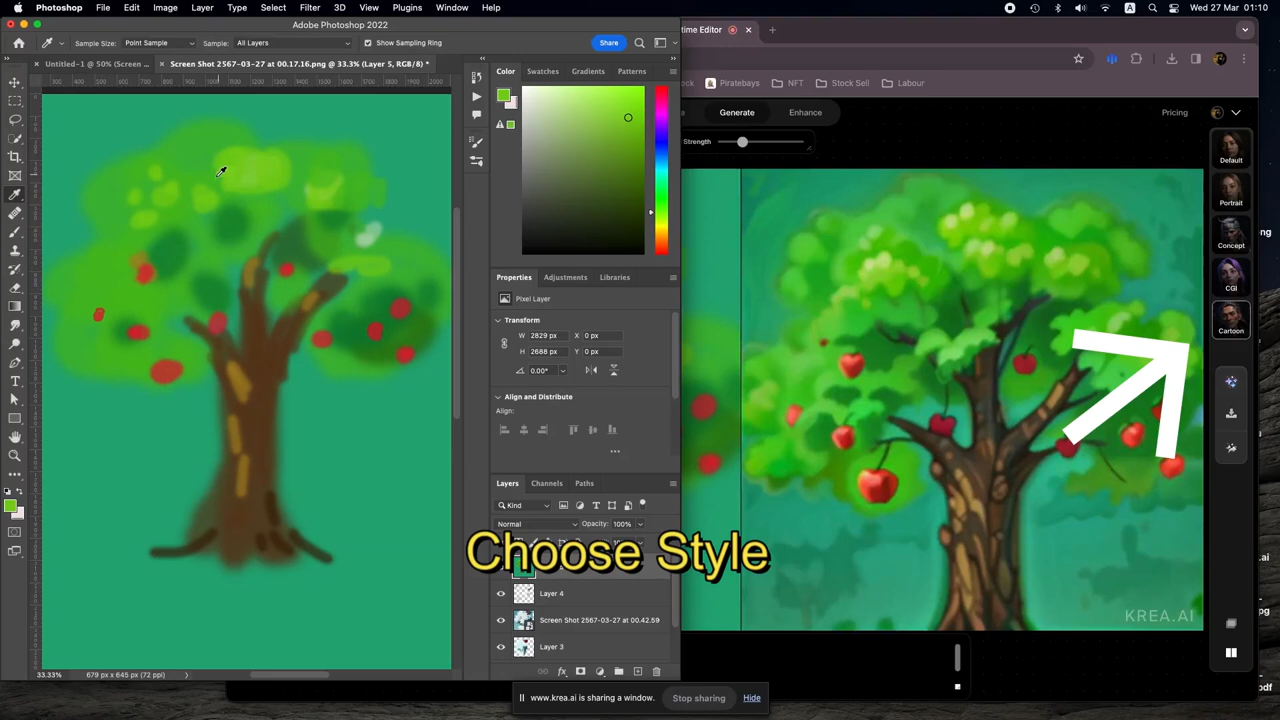 Photoshop File Edit Image Layer Type Select Filter 3D View Plugins Window Help
A Wed 27 Mar 01:10
Adobe Photoshop 2022
Sample Size: Point Sample Sample: All Layers Show Sampling Ring Share
Untitled-1 @ 50% (Screen ... Screen Shot 2567-03-27 at 00.17.16.png @ 33.3% (Layer 5, RGB/8) *
Color Swatches Gradients Patterns
Properties Adjustments Libraries
Pixel Layer
Transform
W 2829 px X 0 px
H 2688 px Y 0 px
0.00°
Align and Distribute
Align:
Layers Channels Paths
Kind
Normal Opacity: 100%
Layer 4
Screen Shot 2567-03-27 at 00.42.59
Layer 3
33.33% 679 px x 645 px (72 ppi)
time Editor
ock Piratebays NFT Stock Sell Labour
Generate Enhance Pricing
Strength
Default
Portrait
Concept
CGI
Cartoon
Choose Style
KREA.AI
www.krea.ai is sharing a window. Stop sharing Hide